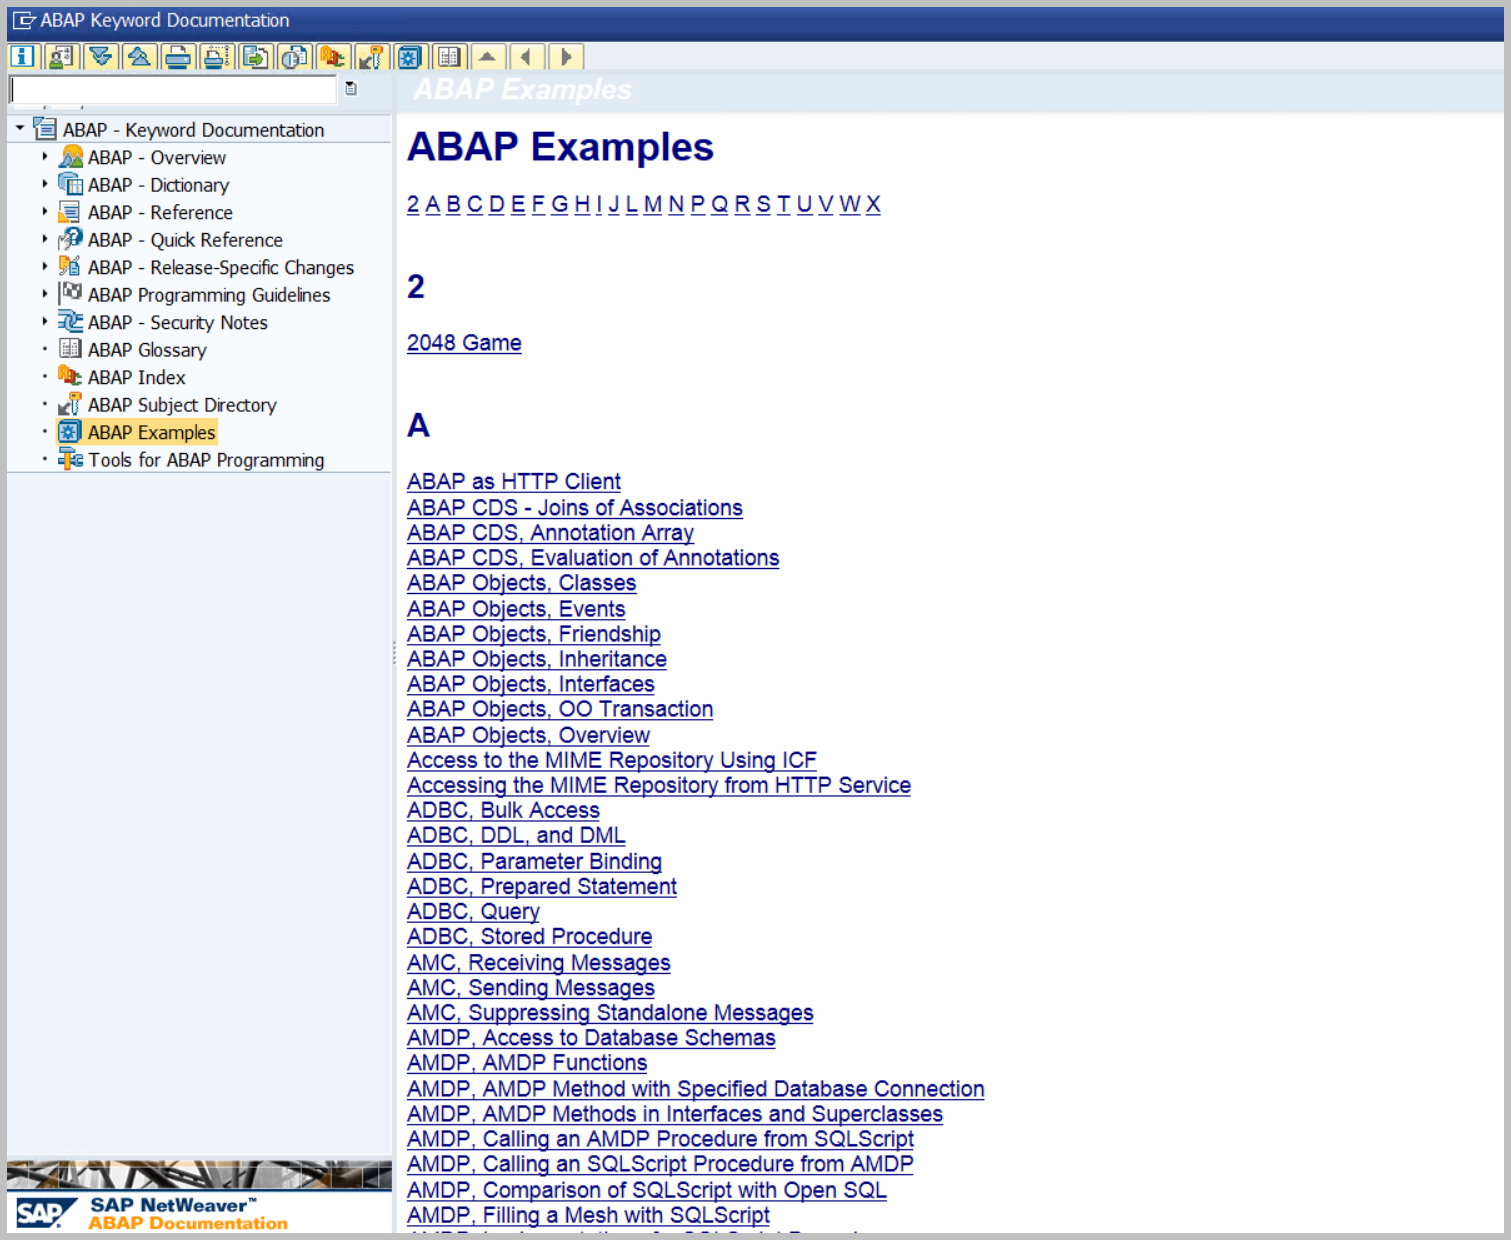 ABAP Keyword Documentation
ABAP - Keyword Documentation
ABAP - Overview
ABAP - Dictionary
ABAP - Reference
ABAP - Quick Reference
ABAP - Release-Specific Changes
ABAP Programming Guidelines
ABAP - Security Notes
ABAP Glossary
ABAP Index
ABAP Subject Directory
ABAP Examples
Tools for ABAP Programming
SAP
SAP NetWeaver™
ABAP Documentation
ABAP Examples
ABAP Examples
2 A B C D E F G H I J L M N P Q R S T U V W X
2
2048 Game
A
ABAP as HTTP Client
ABAP CDS - Joins of Associations
ABAP CDS, Annotation Array
ABAP CDS, Evaluation of Annotations
ABAP Objects, Classes
ABAP Objects, Events
ABAP Objects, Friendship
ABAP Objects, Inheritance
ABAP Objects, Interfaces
ABAP Objects, OO Transaction
ABAP Objects, Overview
Access to the MIME Repository Using ICF
Accessing the MIME Repository from HTTP Service
ADBC, Bulk Access
ADBC, DDL, and DML
ADBC, Parameter Binding
ADBC, Prepared Statement
ADBC, Query
ADBC, Stored Procedure
AMC, Receiving Messages
AMC, Sending Messages
AMC, Suppressing Standalone Messages
AMDP, Access to Database Schemas
AMDP, AMDP Functions
AMDP, AMDP Method with Specified Database Connection
AMDP, AMDP Methods in Interfaces and Superclasses
AMDP, Calling an AMDP Procedure from SQLScript
AMDP, Calling an SQLScript Procedure from AMDP
AMDP, Comparison of SQLScript with Open SQL
AMDP, Filling a Mesh with SQLScript